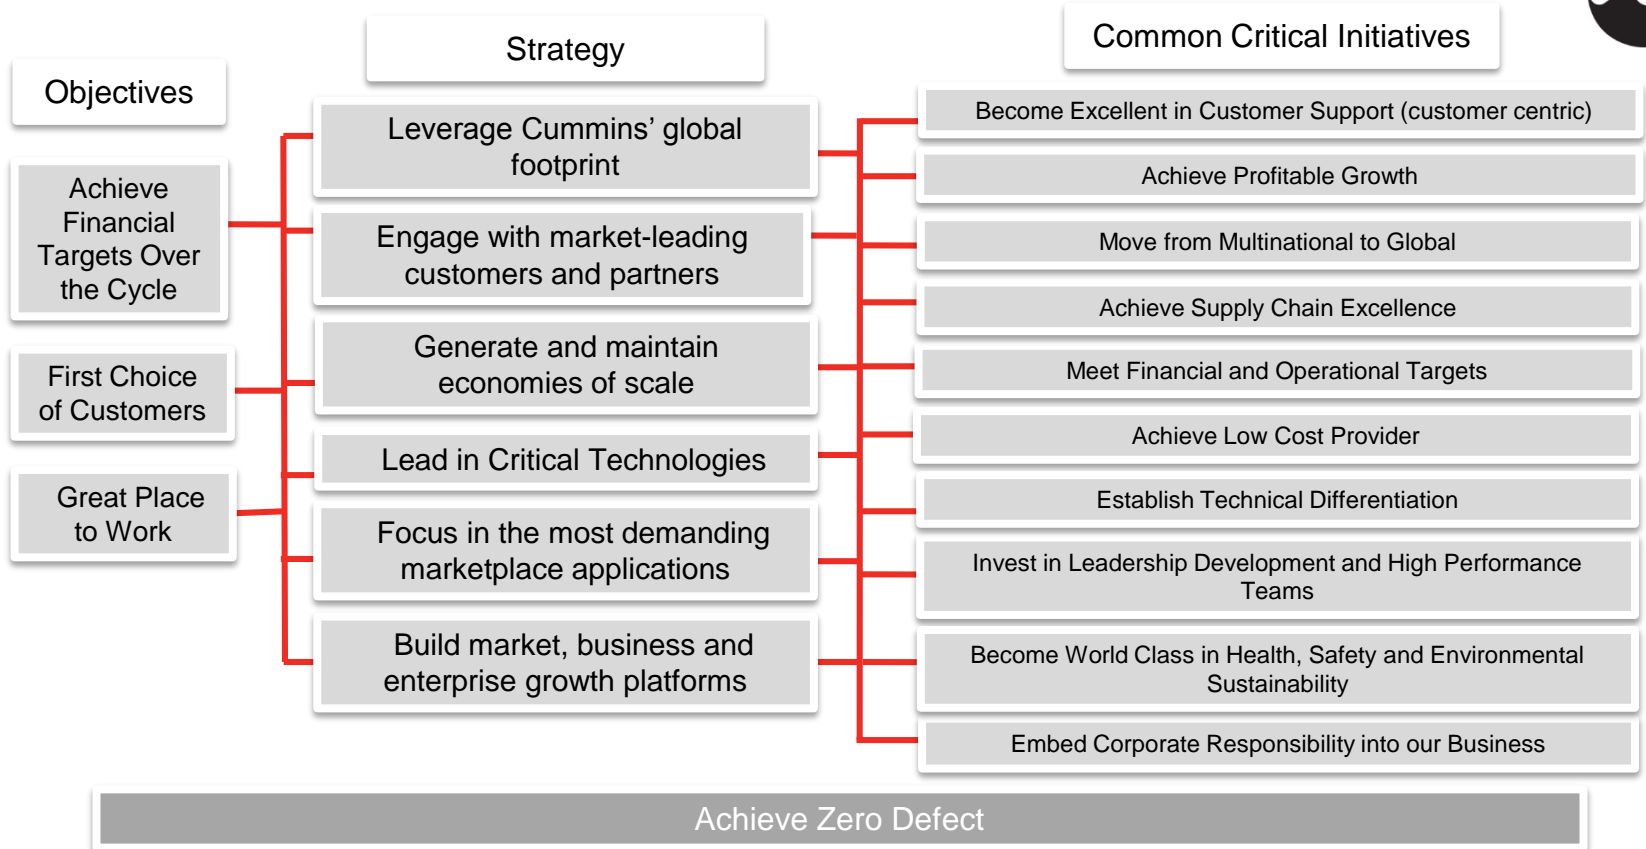 Objectives
Achieve
Financial
Targets Over
the Cycle
First Choice
of Customers
Great Place
to Work
Strategy
Leverage Cummins’ global
footprint
Engage with market-leading
customers and partners
Generate and maintain
economies of scale
Lead in Critical Technologies
Focus in the most demanding
marketplace applications
Build market, business and
enterprise growth platforms
Common Critical Initiatives
Become Excellent in Customer Support (customer centric)
Achieve Profitable Growth
Move from Multinational to Global
Achieve Supply Chain Excellence
Meet Financial and Operational Targets
Achieve Low Cost Provider
Establish Technical Differentiation
Invest in Leadership Development and High Performance
Teams
Become World Class in Health, Safety and Environmental
Sustainability
Embed Corporate Responsibility into our Business
Achieve Zero Defect